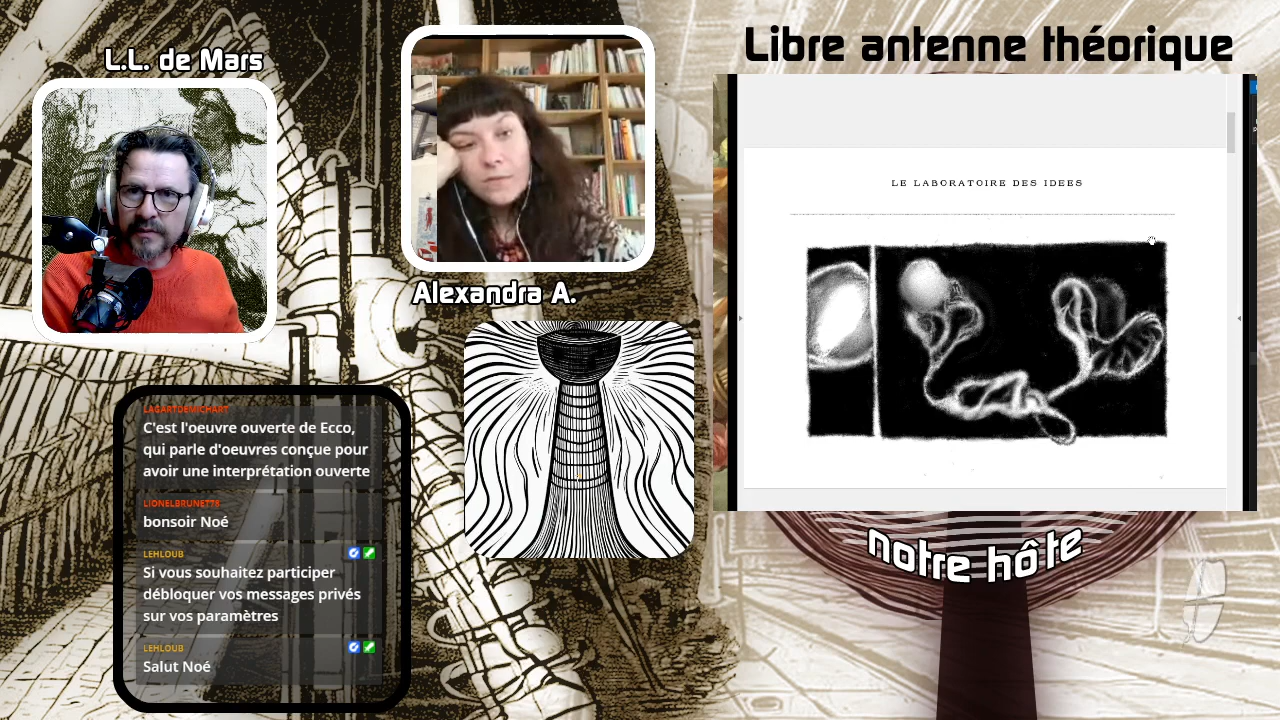 L.L. de Mars
Libre antenne théorique
Alexandra A.
LE LABORATOIRE DES IDEES
LAGARTOEMICHART
C'est l'oeuvre ouverte de Ecco,
qui parle d'oeuvres conçue pour
avoir une interprétation ouverte
LIONELBRUNET78
bonsoir Noé
LEHLOUB
Si vous souhaitez participer
débloquer vos messages privés
sur vos paramètres
LEHLOUB
Salut Noé
notre hôte